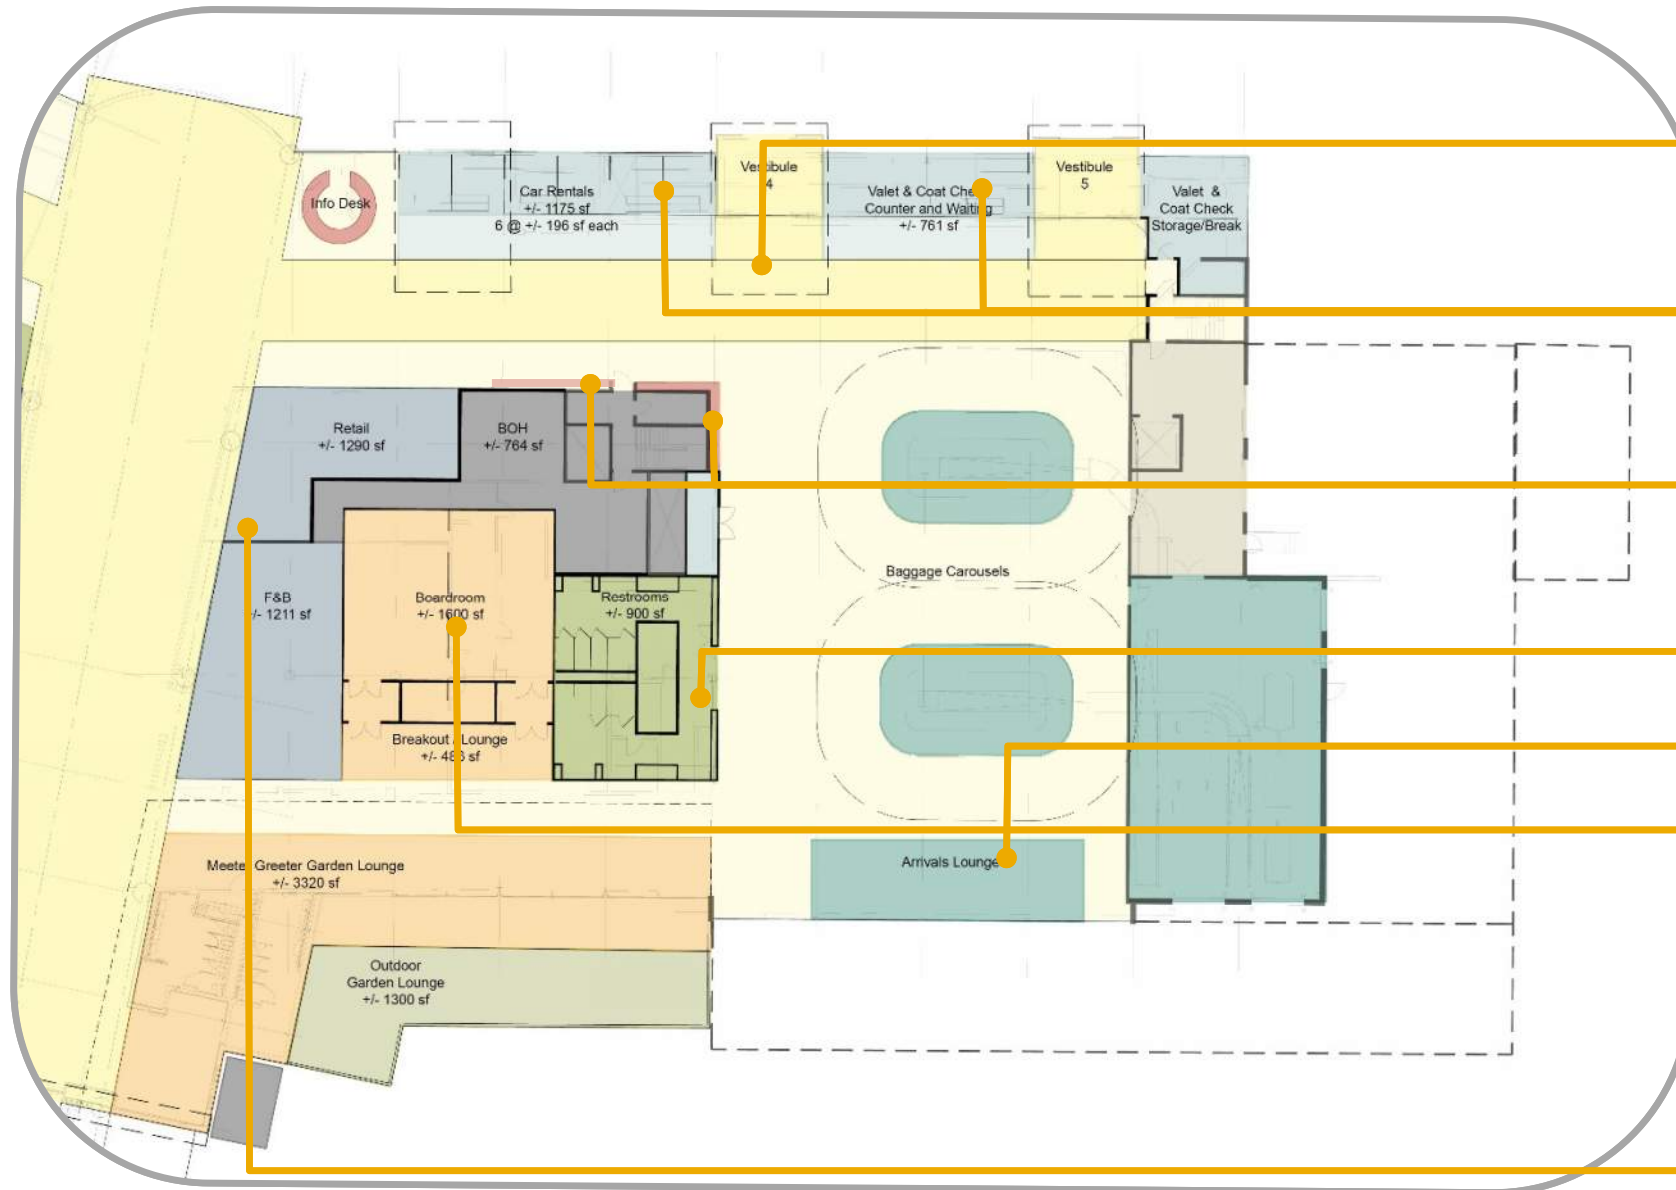 Info Desk
Car Rentals
+/- 1175 sf
6 @ +/- 196 sf each
Vestibule
4
Valet & Coat Check
Counter and Waiting
+/- 761 sf
Vestibule
5
Valet &
Coat Check
Storage/Break
Retail
+/- 1290 sf
BOH
+/- 764 sf
Baggage Carousels
F&B
+/- 1211 sf
Boardroom
+/- 1600 sf
Restrooms
+/- 900 sf
Breakout / Lounge
+/- sf
Arrivals Lounge
Meeter Greeter Garden Lounge
+/- 3320 sf
Outdoor
Garden Lounge
+/- 1300 sf